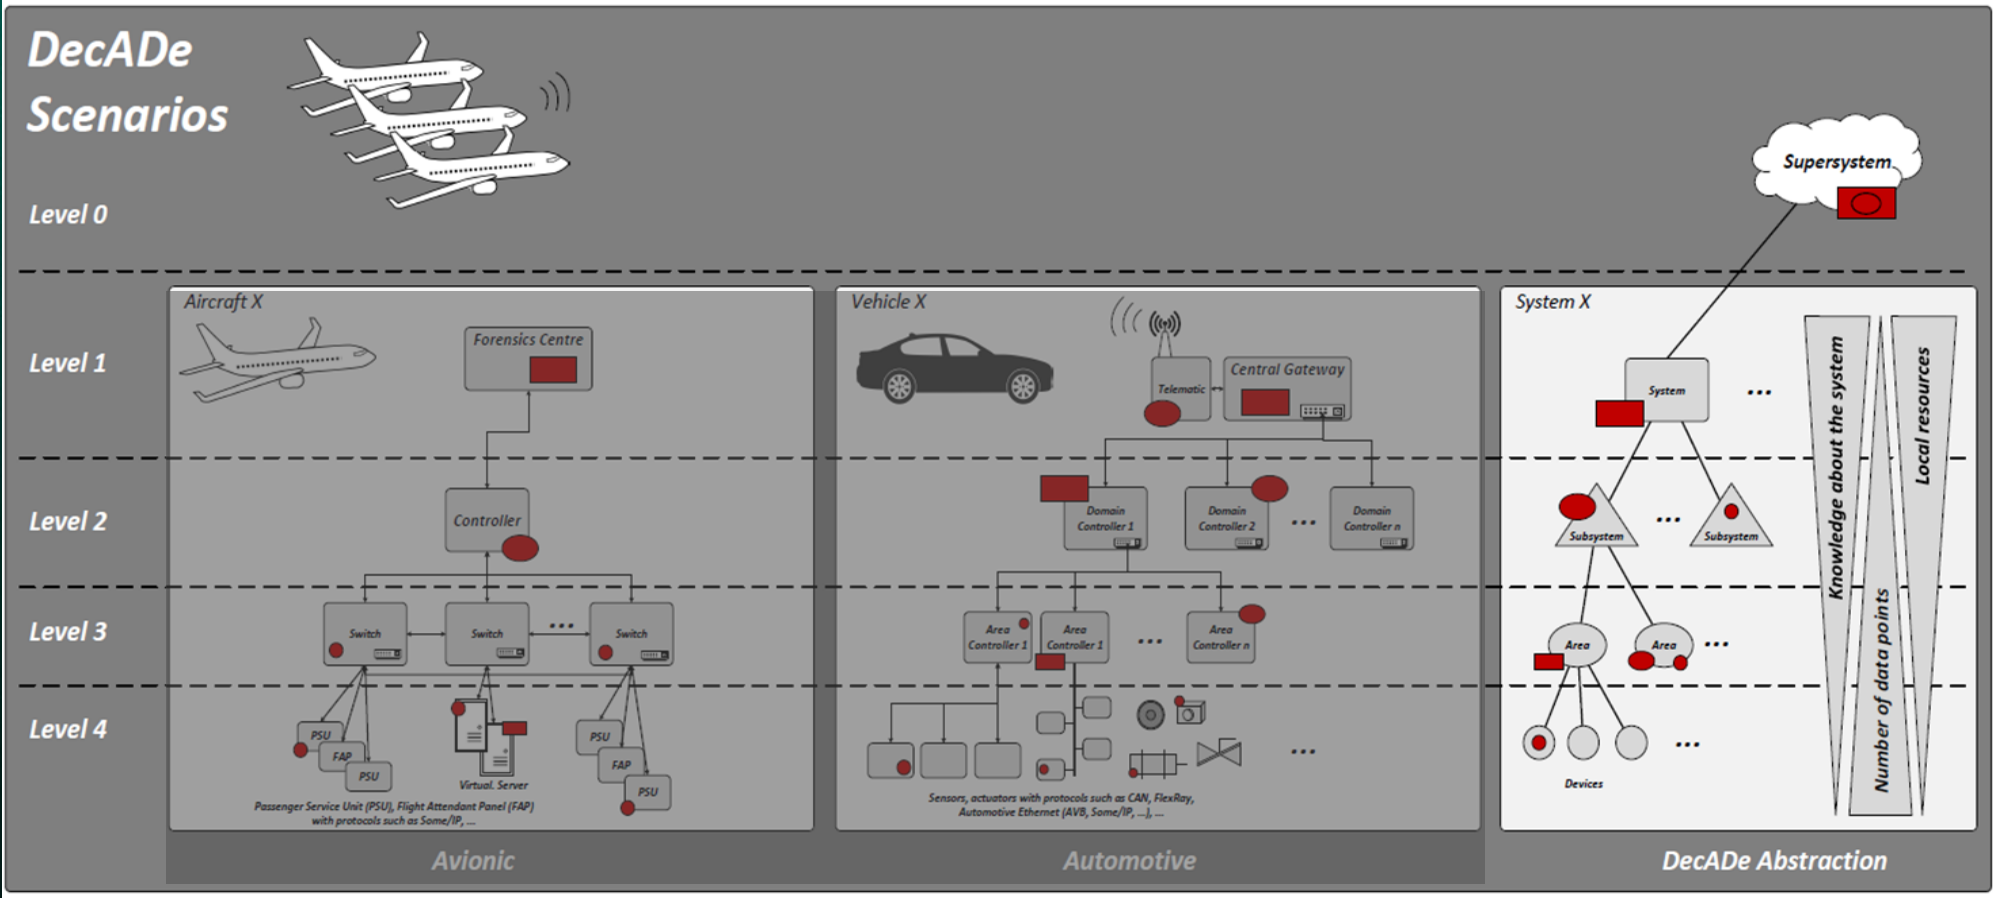 DecADe
Scenarios
Supersystem
Level 0
Aircraft X
Vehicle X
System X
Level 1
Forensics Centre
Telematic
Central Gateway
System
...
Level 2
Controller
Domain
Controller 1
Domain
Controller 2
...
Domain
Controller n
Subsystem
...
Subsystem
Level 3
Switch
Switch
...
Switch
Area
Controller 1
Area
Controller 1
...
Area
Controller n
Area
Area
...
Level 4
PSU
FAP
PSU
Virtual. Server
PSU
FAP
PSU
Passenger Service Unit (PSU), Flight Attendant Panel (FAP)
with protocols such as Some/IP, ...
...
Sensors, actuators with protocols such as CAN, FlexRay,
Automotive Ethernet (AVB, Some/IP, ...), ...
...
Devices
Knowledge about the system
Number of data points
Local resources
Avionic
Automotive
DecADe Abstraction